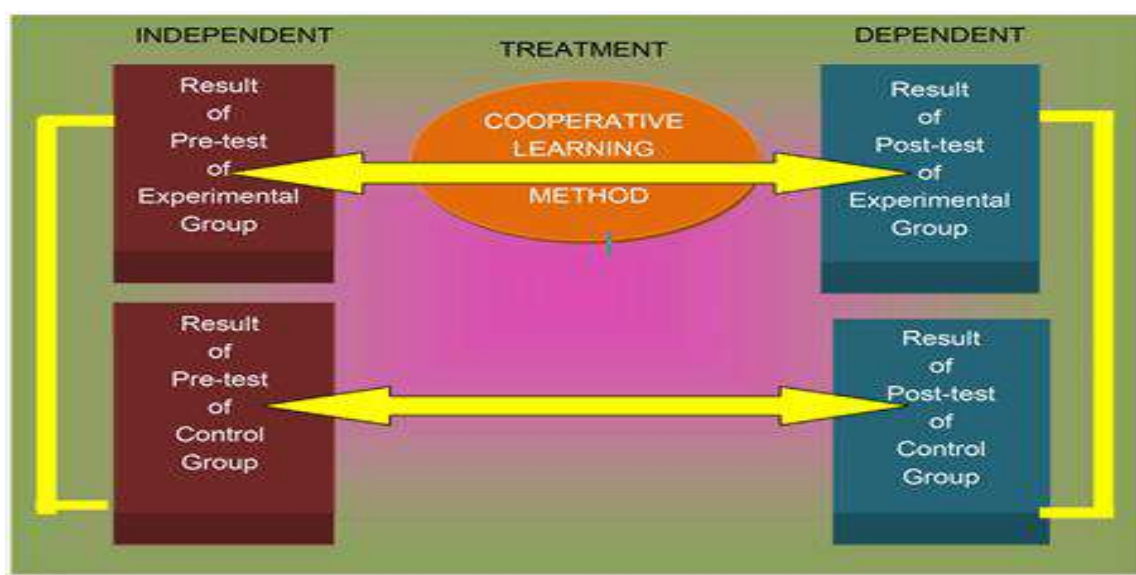 INDEPENDENT
TREATMENT
DEPENDENT
Result
of
Pre-test
of
Experimental
Group
COOPERATIVE
LEARNING
METHOD
Result
of
Post-test
of
Experimental
Group
Result
of
Pre-test
of
Control
Group
Result
of
Post-test
of
Control
Group